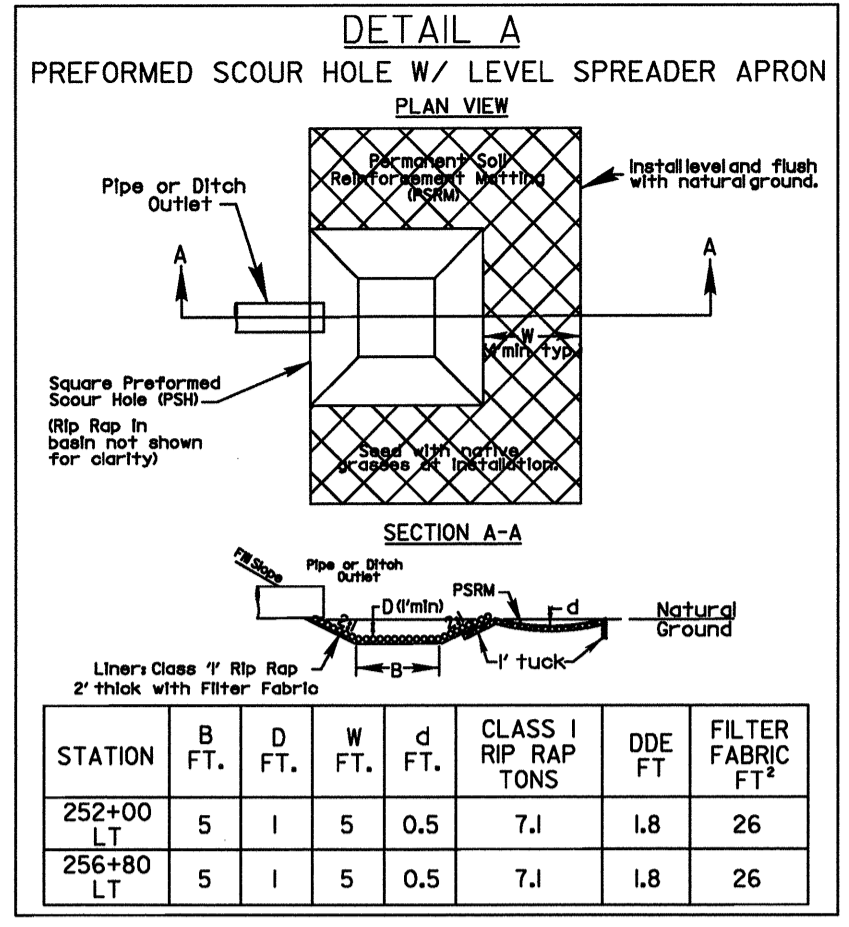 DETAIL A
PREFORMED SCOUR HOLE W/ LEVEL SPREADER APRON
PLAN VIEW
Permanent Soil
Reinforcement Matting
(PSRM)
Install level and flush
with natural ground.
Pipe or Ditch
Outlet
A
A
W
1' min typ.
Square Preformed
Scour Hole (PSH)
(Rip Rap in
basin not shown
for clarity)
Seed with native
grasses at installation.
SECTION A-A
Fill Slope
Pipe or Ditch
Outlet
D (1' min)
PSRM
d
2:1
2:1
Natural
Ground
B
1' tuck
Liner: Class '1' Rip Rap
2' thick with Filter Fabric
STATION B FT. D FT. W FT. d FT. CLASS 1 RIP RAP TONS DDE FT FILTER FABRIC FT²
252+00 LT 5 1 5 0.5 7.1 1.8 26
256+80 LT 5 1 5 0.5 7.1 1.8 26